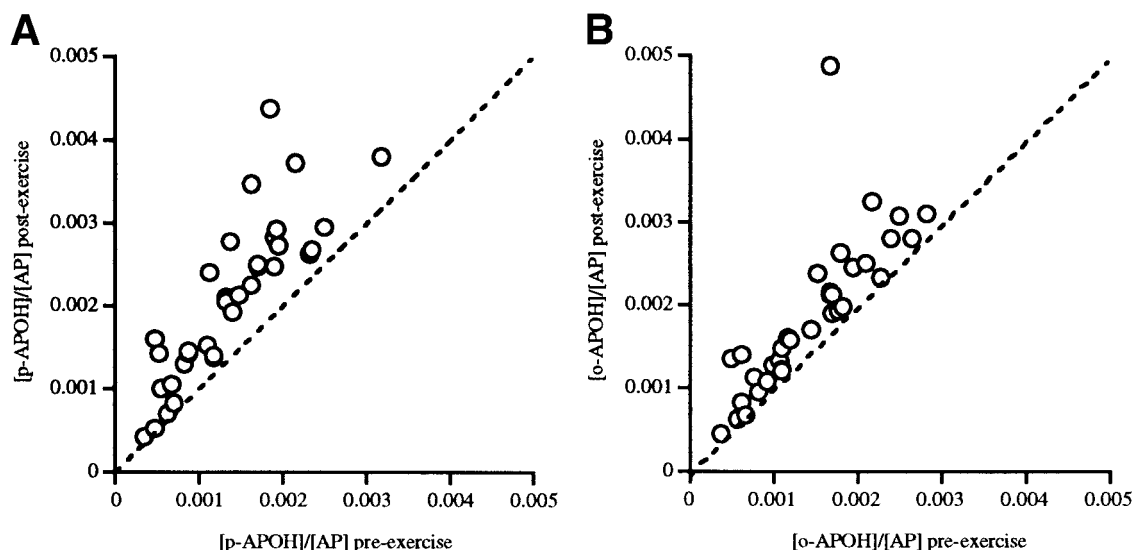 A
0.005
0.004
0.003
0.002
0.001
0
[p-APOH]/[AP] post-exercise
0 0.001 0.002 0.003 0.004 0.005
[p-APOH]/[AP] pre-exercise
B
0.005
0.004
0.003
0.002
0.001
0
[o-APOH]/[AP] post-exercise
0 0.001 0.002 0.003 0.004 0.005
[o-APOH]/[AP] pre-exercise